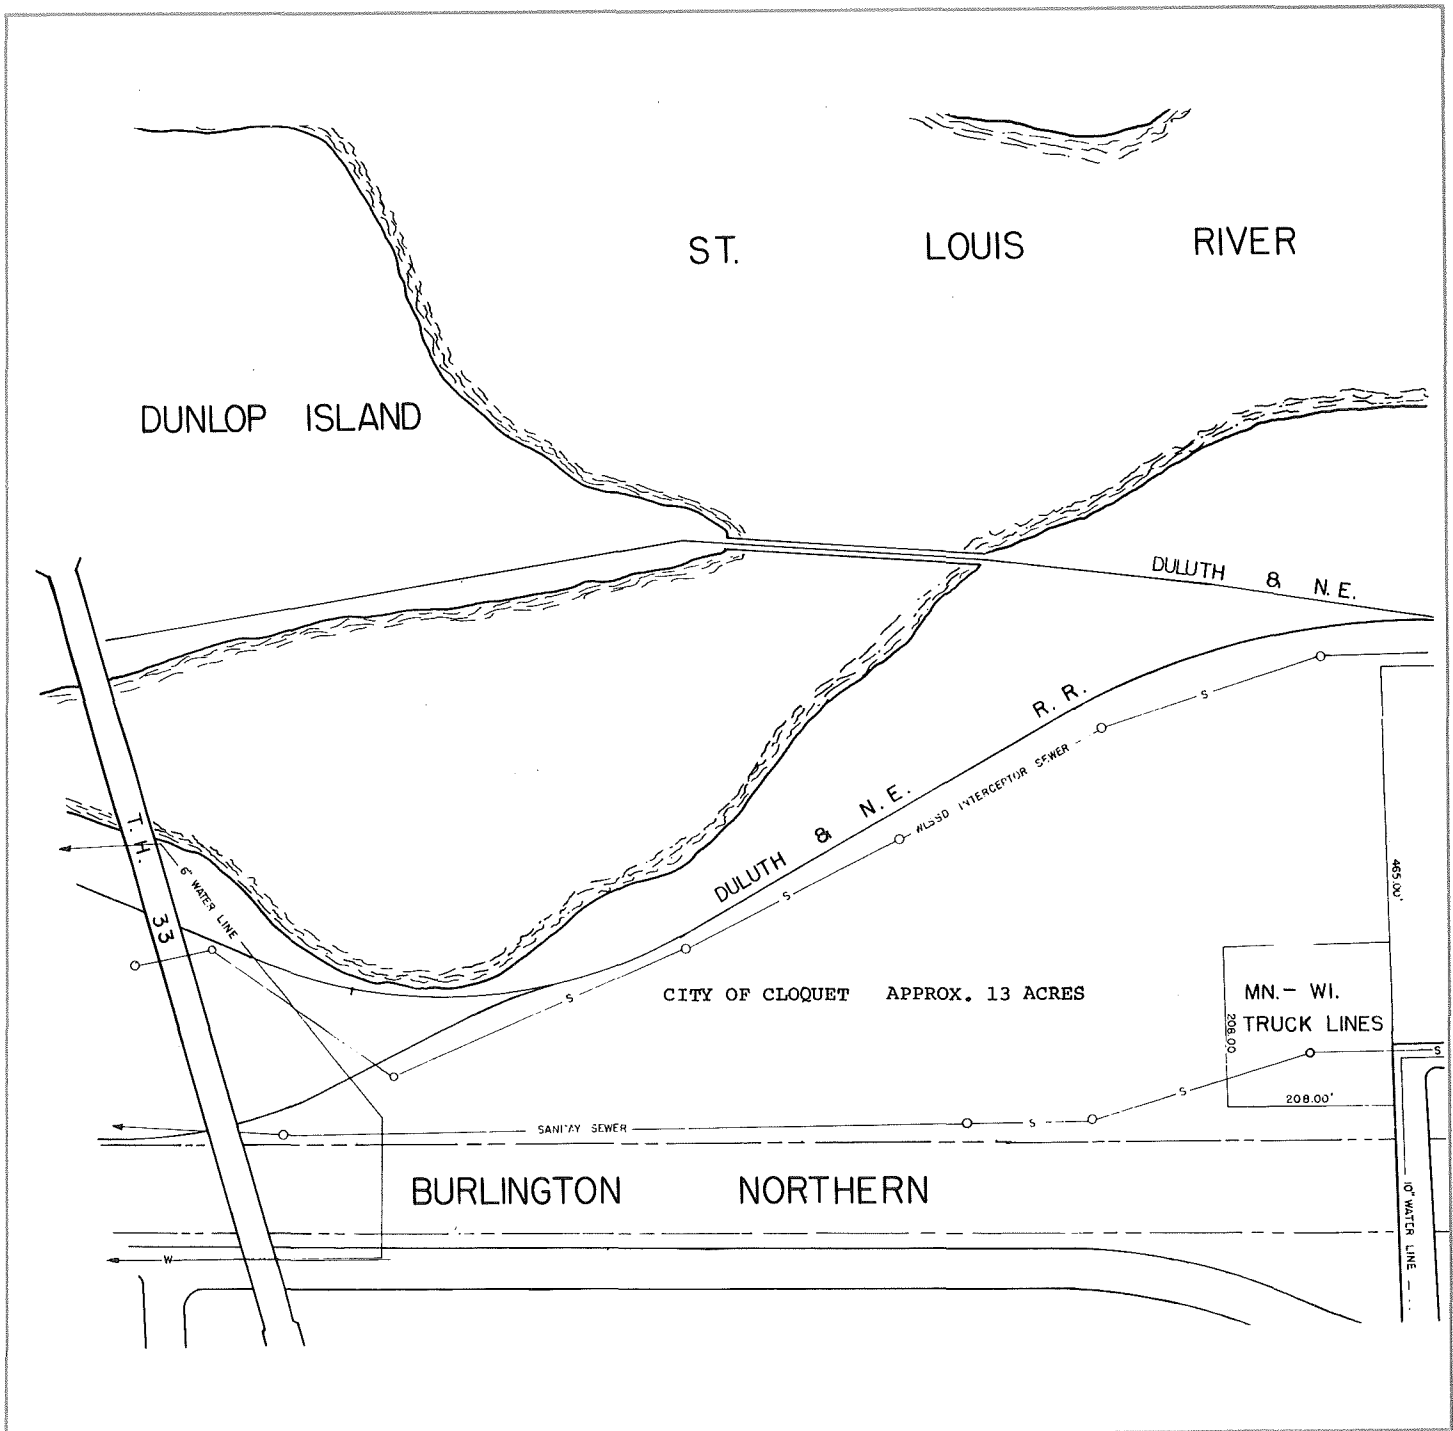 ST. LOUIS RIVER
DUNLOP ISLAND
DULUTH & N.E.
R.R.
DULUTH & N.E.
WLSSD INTERCEPTOR SEWER
S
S
S
T.H. 33
6" WATER LINE
465.00'
CITY OF CLOQUET APPROX. 13 ACRES
MN.- WI.
TRUCK LINES
208.00
208.00'
S
S
S
SANITAY SEWER
BURLINGTON NORTHERN
10" WATER LINE
W